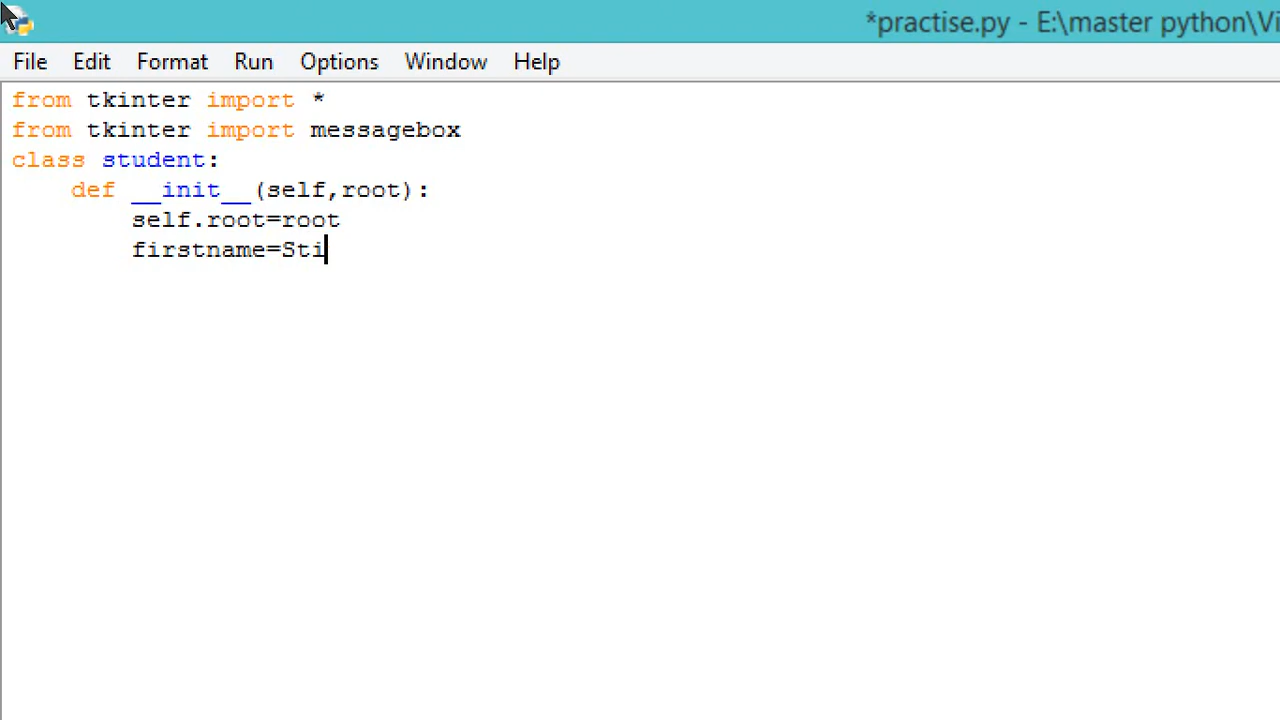 *practise.py - E:\master python\Vi
File Edit Format Run Options Window Help
from tkinter import *
from tkinter import messagebox
class student:
    def __init__(self,root):
        self.root=root
        firstname=Sti